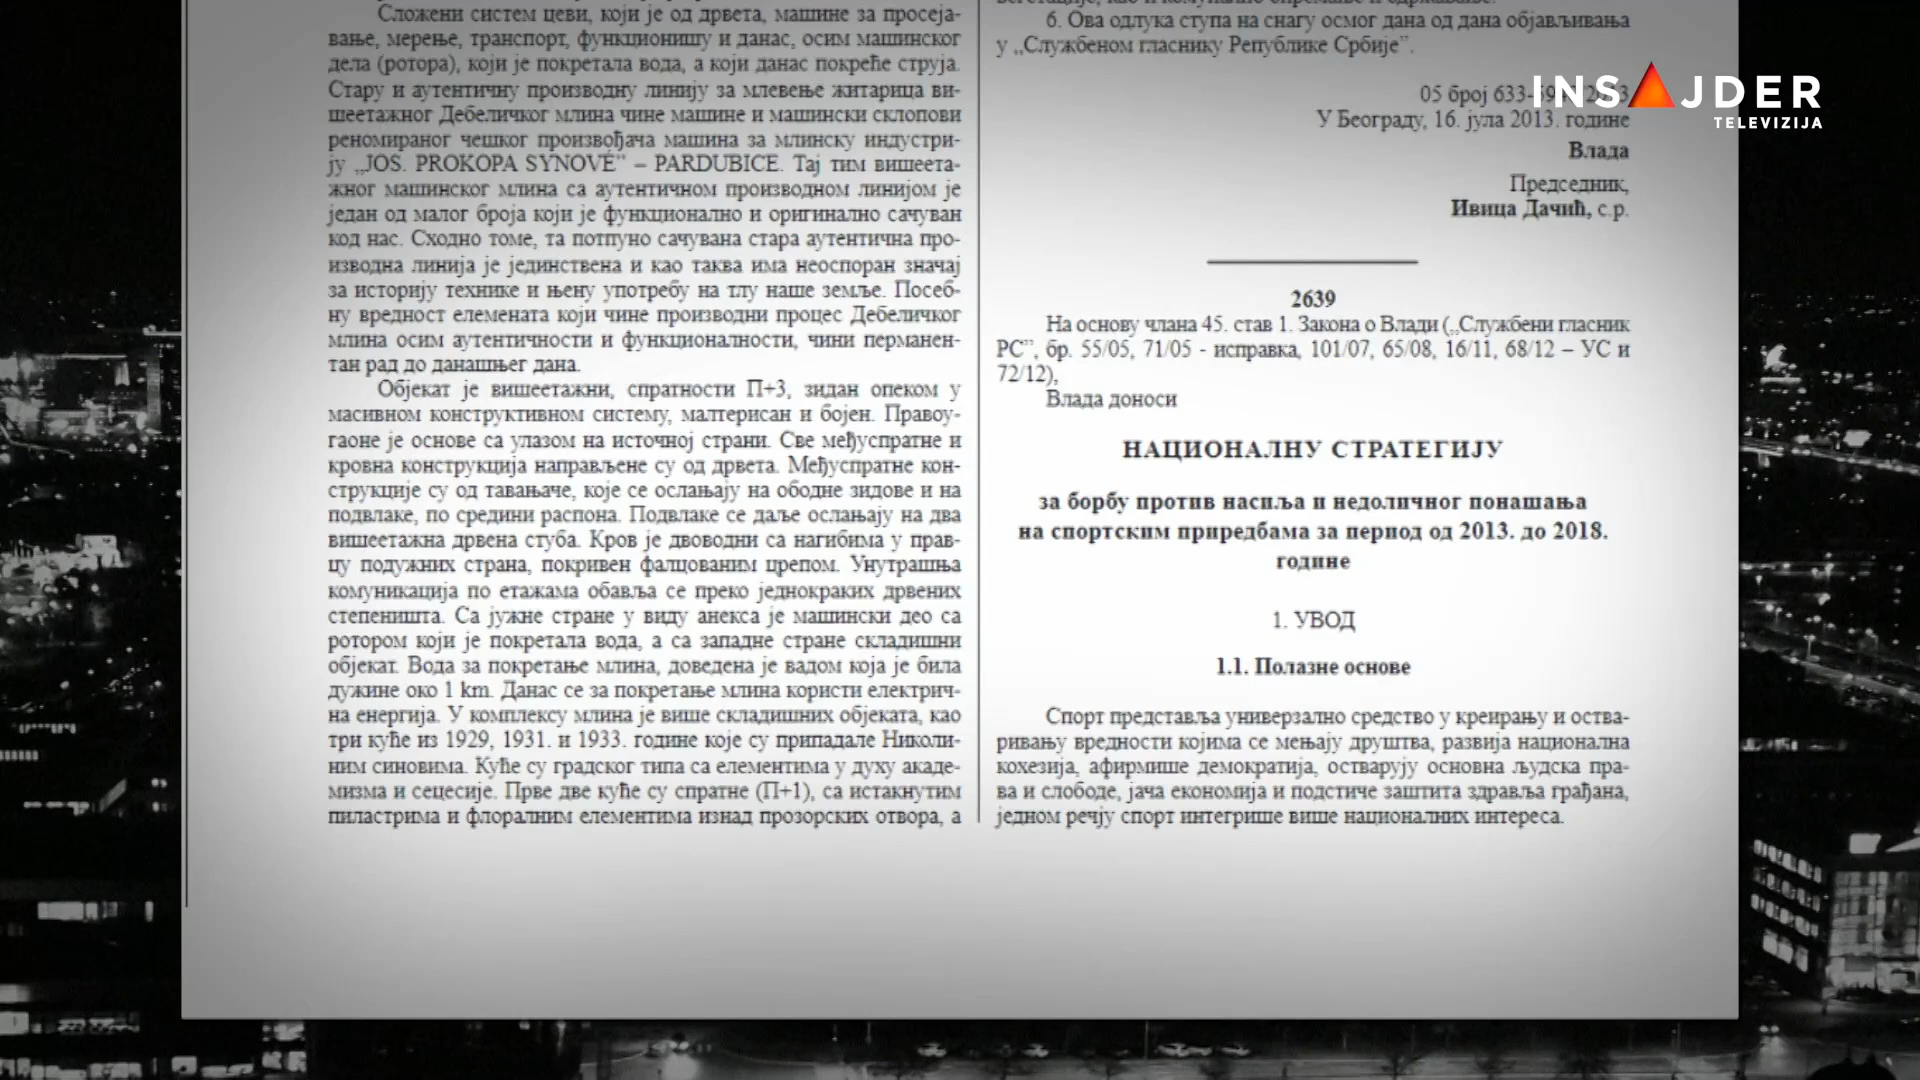 Сложени систем цеви, који је од дрвета, машине за просеја-
вање, мерење, транспорт, функционишу и данас, осим машинског
дела (ротора), који је покретала вода, а који данас покреће струја.
Стару и аутентичну производну линију за млевење житарица ви-
шеетажног Дебеличког млина чине машине и машински склопови
реномираног чешког произвођача машина за млинску индустри-
ју „JOS. PROKOPA SYNOVÉ” – PARDUBICE. Тај тим вишеета-
жног машинског млина са аутентичном производном линијом је
један од малог броја који је функционално и оригинално сачуван
код нас. Сходно томе, та потпуно сачувана стара аутентична про-
изводна линија је јединствена и као таква има неоспоран значај
за историју технике и њену употребу на тлу наше земље. Посеб-
ну вредност елемената који чине производни процес Дебеличког
млина осим аутентичности и функционалности, чини перманен-
тан рад до данашњег дана.
Објекат је вишеетажни, спратности П+3, зидан опеком у
масивном конструктивном систему, малтерисан и бојен. Правоу-
гаоне је основе са улазом на источној страни. Све међуспратне и
кровна конструкција направљене су од дрвета. Међуспратне кон-
струкције су од тавањаче, које се ослањају на ободне зидове и на
подвлаке, по средини распона. Подвлаке се даље ослањају на два
вишеетажна дрвена стуба. Кров је двоводни са нагибима у прав-
цу подужних страна, покривен фалцованим црепом. Унутрашња
комуникација по етажама обавља се преко једнокраких дрвених
степеништа. Са јужне стране у виду анекса је машински део са
ротором који је покретала вода, а са западне стране складишни
објекат. Вода за покретање млина, доведена је вадом која је била
дужине око 1 km. Данас се за покретање млина користи електрич-
на енергија. У комплексу млина је више складишних објеката, као
три куће из 1929, 1931. и 1933. године које су припадале Николи-
ним синовима. Куће су градског типа са елементима у духу акаде-
мизма и сецесије. Прве две куће су спратне (П+1), са истакнутим
пиластрима и флоралним елементима изнад прозорских отвора, а
6. Ова одлука ступа на снагу осмог дана од дана објављивања
у „Службеном гласнику Републике Србије”.
05 број
У Београду, 16. јула 2013. године
Влада
Председник,
Ивица Дачић, с.р.
2639
На основу члана 45. став 1. Закона о Влади („Службени гласник
РС”, бр. 55/05, 71/05 - исправка, 101/07, 65/08, 16/11, 68/12 – УС и
72/12),
Влада доноси
НАЦИОНАЛНУ СТРАТЕГИЈУ
за борбу против насиља и недоличног понашања
на спортским приредбама за период од 2013. до 2018.
године
1. УВОД
1.1. Полазне основе
Спорт представља универзално средство у креирању и оства-
ривању вредности којима се мењају друштва, развија национална
кохезија, афирмише демократија, остварују основна људска пра-
ва и слободе, јача економија и подстиче заштита здравља грађана,
једном речју спорт интегрише више националних интереса.
INSAJDER
TELEVIZIJA